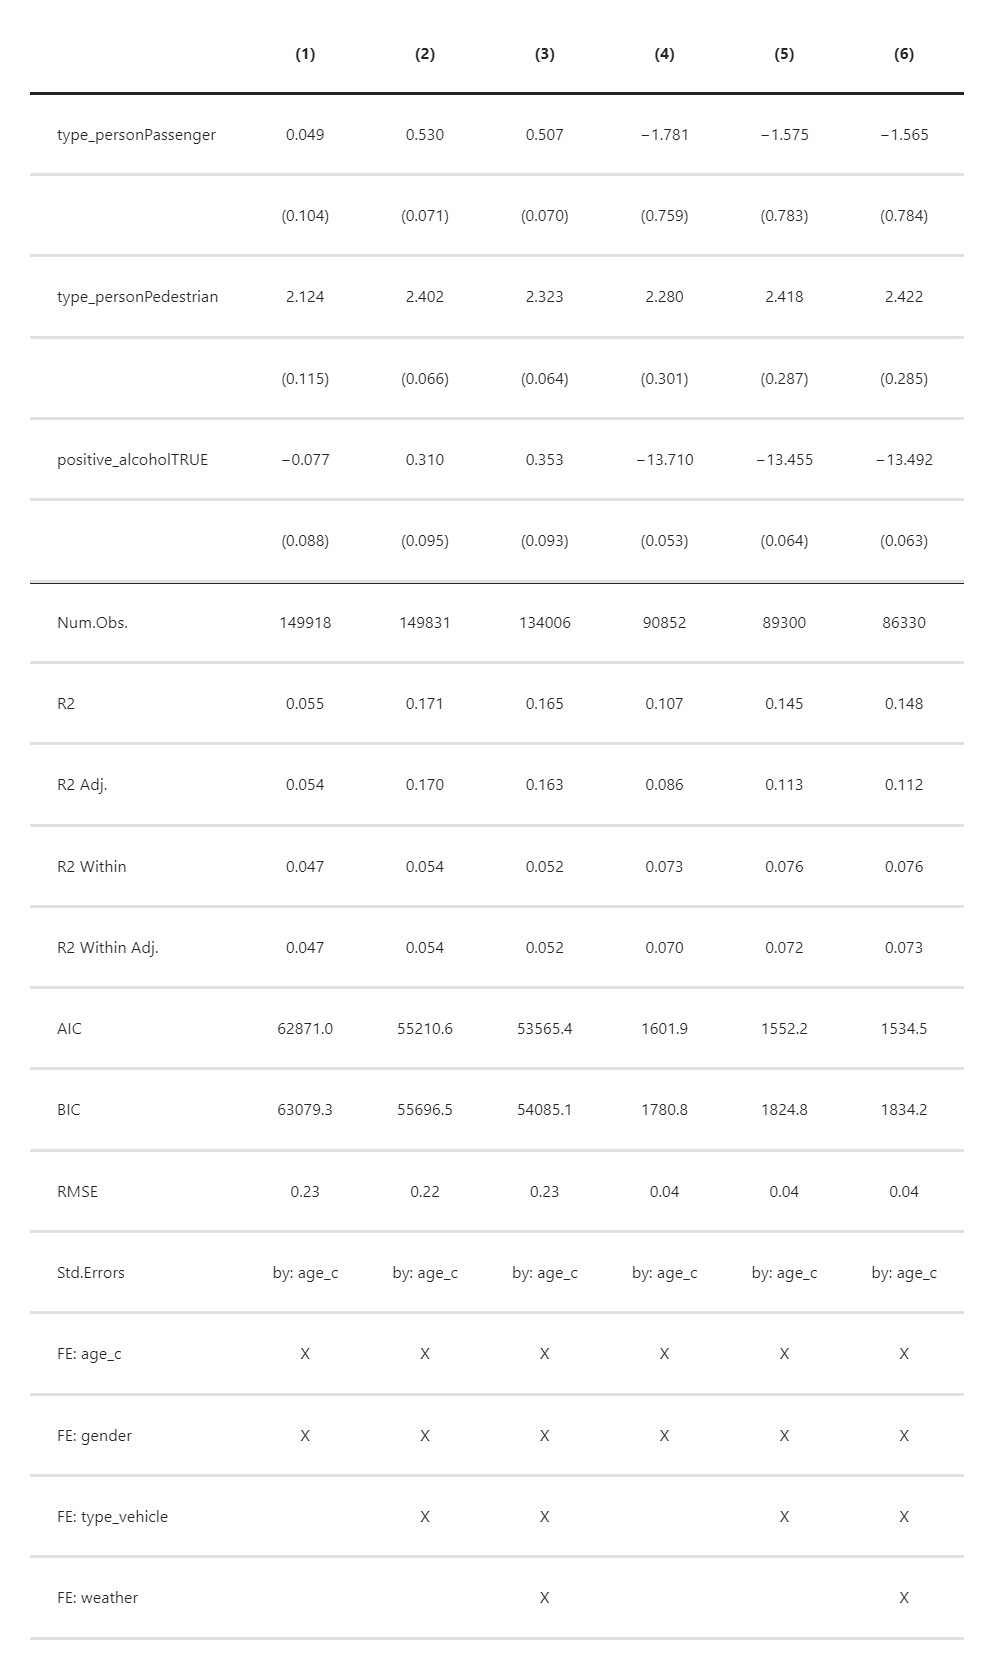 (1) (2) (3) (4) (5) (6)
type_personPassenger 0.049 0.530 0.507 −1.781 −1.575 −1.565
(0.104) (0.071) (0.070) (0.759) (0.783) (0.784)
type_personPedestrian 2.124 2.402 2.323 2.280 2.418 2.422
(0.115) (0.066) (0.064) (0.301) (0.287) (0.285)
positive_alcoholTRUE −0.077 0.310 0.353 −13.710 −13.455 −13.492
(0.088) (0.095) (0.093) (0.053) (0.064) (0.063)
Num.Obs. 149918 149831 134006 90852 89300 86330
R2 0.055 0.171 0.165 0.107 0.145 0.148
R2 Adj. 0.054 0.170 0.163 0.086 0.113 0.112
R2 Within 0.047 0.054 0.052 0.073 0.076 0.076
R2 Within Adj. 0.047 0.054 0.052 0.070 0.072 0.073
AIC 62871.0 55210.6 53565.4 1601.9 1552.2 1534.5
BIC 63079.3 55696.5 54085.1 1780.8 1824.8 1834.2
RMSE 0.23 0.22 0.23 0.04 0.04 0.04
Std.Errors by: age_c by: age_c by: age_c by: age_c by: age_c by: age_c
FE: age_c X X X X X X
FE: gender X X X X X X
FE: type_vehicle X X X X
FE: weather X X